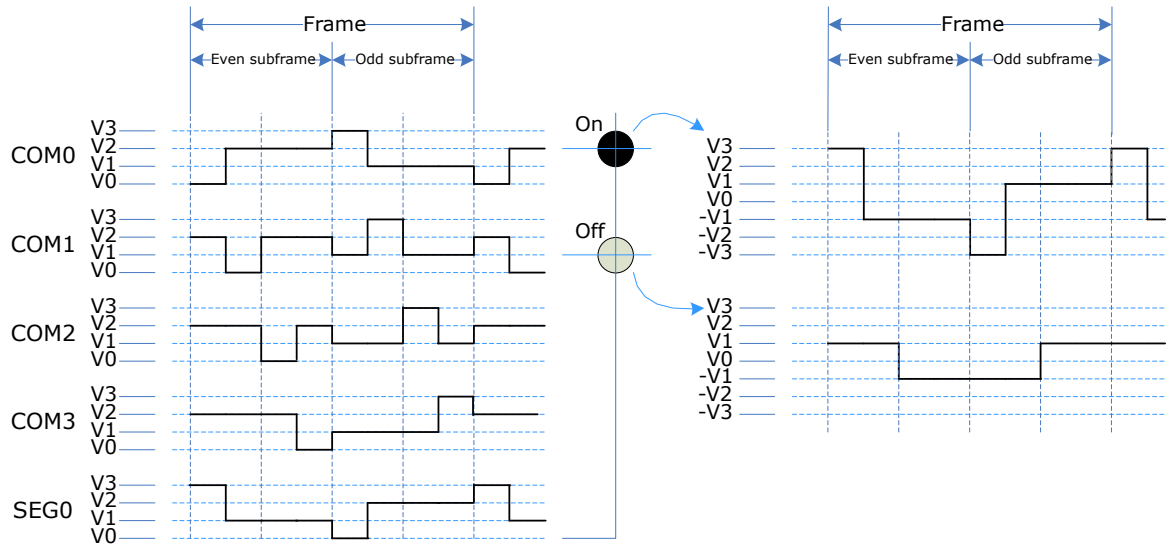 Frame
Even subframe
Odd subframe
COM0
V3
V2
V1
V0
COM1
V3
V2
V1
V0
COM2
V3
V2
V1
V0
COM3
V3
V2
V1
V0
SEG0
V3
V2
V1
V0
On
Off
Frame
Even subframe
Odd subframe
V3
V2
V1
V0
-V1
-V2
-V3
V3
V2
V1
V0
-V1
-V2
-V3